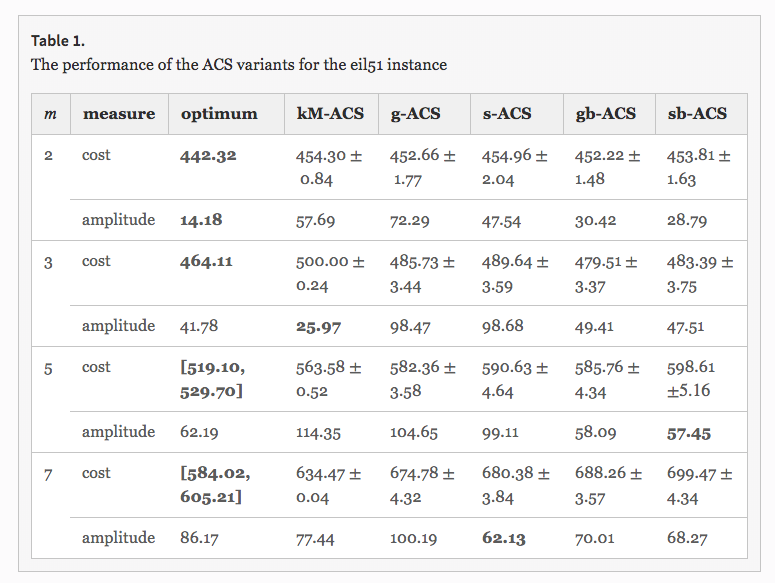 Table 1.
The performance of the ACS variants for the eil51 instance
m measure optimum kM-ACS g-ACS s-ACS gb-ACS sb-ACS
2 cost 442.32 454.30 ± 452.66 ± 454.96 ± 452.22 ± 453.81 ±
0.84 1.77 2.04 1.48 1.63
amplitude 14.18 57.69 72.29 47.54 30.42 28.79
3 cost 464.11 500.00 ± 485.73 ± 489.64 ± 479.51 ± 483.39 ±
0.24 3.44 3.59 3.37 3.75
amplitude 41.78 25.97 98.47 98.68 49.41 47.51
5 cost [519.10, 563.58 ± 582.36 ± 590.63 ± 585.76 ± 598.61
529.70] 0.52 3.58 4.64 4.34 ±5.16
amplitude 62.19 114.35 104.65 99.11 58.09 57.45
7 cost [584.02, 634.47 ± 674.78 ± 680.38 ± 688.26 ± 699.47 ±
605.21] 0.04 4.32 3.84 3.57 4.34
amplitude 86.17 77.44 100.19 62.13 70.01 68.27